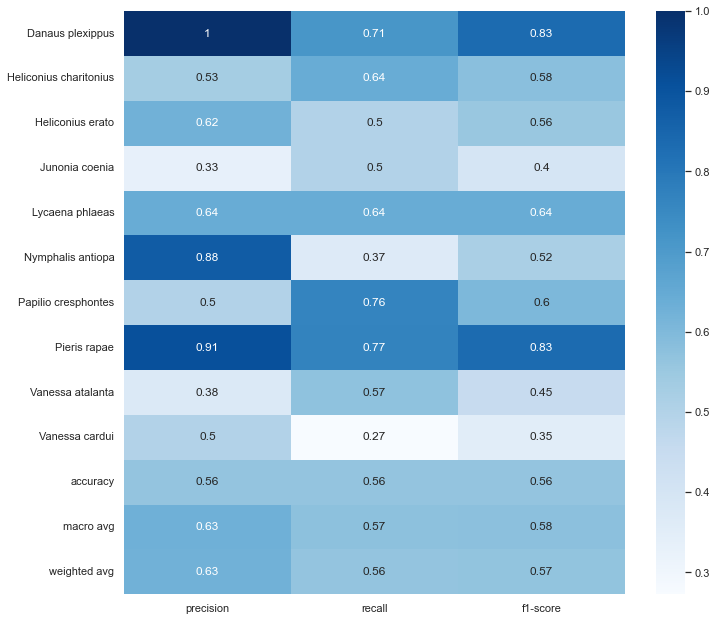 Danaus plexippus 1 0.71 0.83
Heliconius charitonius 0.53 0.64 0.58
Heliconius erato 0.62 0.5 0.56
Junonia coenia 0.33 0.5 0.4
Lycaena phlaeas 0.64 0.64 0.64
Nymphalis antiopa 0.88 0.37 0.52
Papilio cresphontes 0.5 0.76 0.6
Pieris rapae 0.91 0.77 0.83
Vanessa atalanta 0.38 0.57 0.45
Vanessa cardui 0.5 0.27 0.35
accuracy 0.56 0.56 0.56
macro avg 0.63 0.57 0.58
weighted avg 0.63 0.56 0.57
precision recall f1-score
1.0
0.9
0.8
0.7
0.6
0.5
0.4
0.3